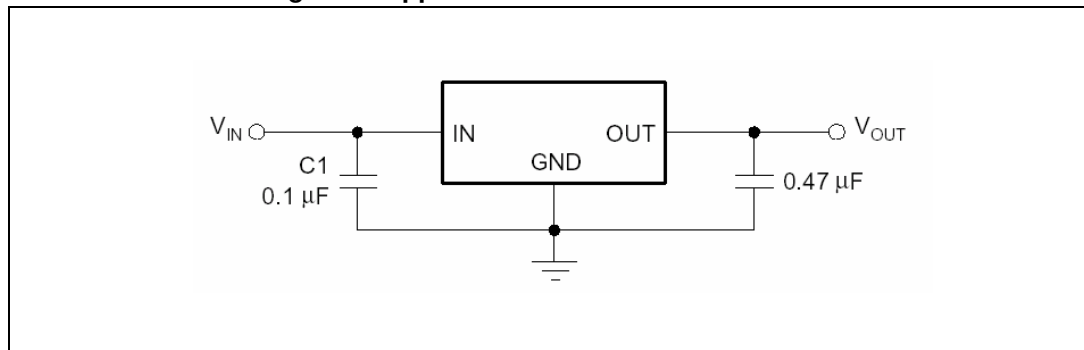 V_IN
IN
OUT
V_OUT
GND
C1
0.1 μF
0.47 μF